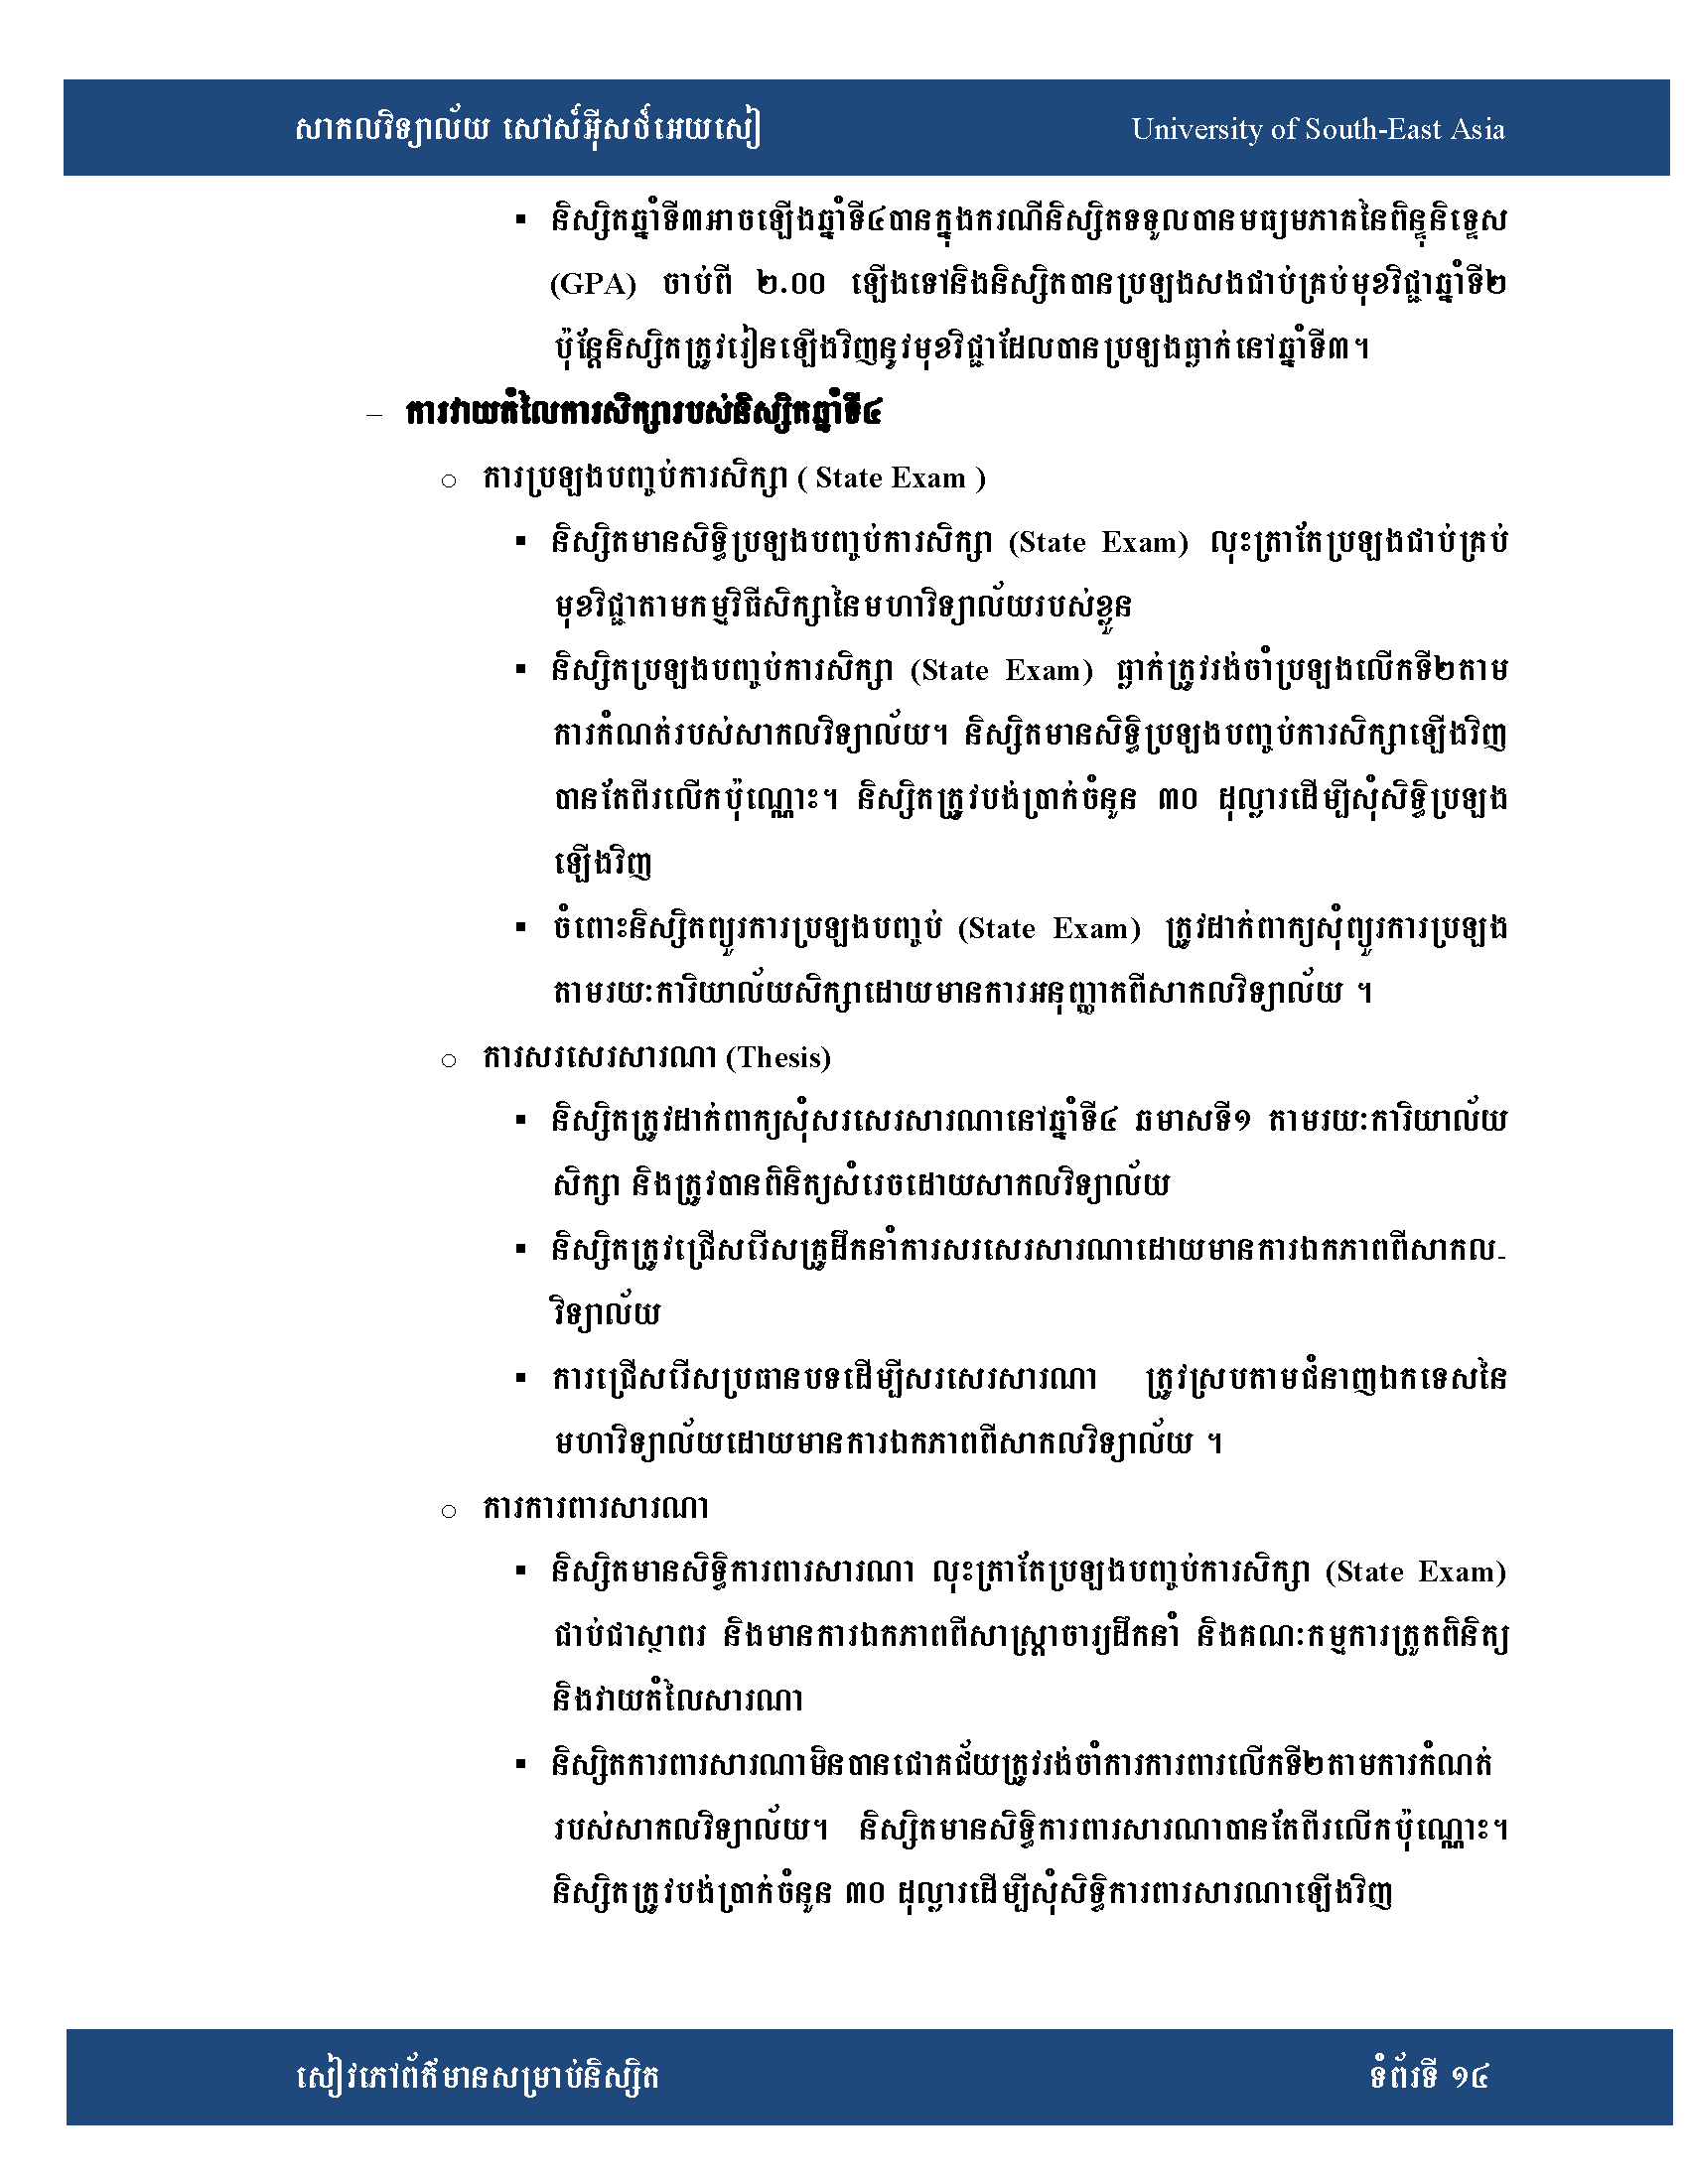 សាកលវិទ្យាល័យ សៅស៍អ៊ីសថ៍អេយសៀ University of South-East Asia
▪ និស្សិតឆ្នាំទី៣អាចឡើងឆ្នាំទី៤បានក្នុងករណីនិស្សិតទទួលបានមធ្យមភាគនៃពិន្ទុនិទ្ទេស
(GPA) ចាប់ពី ២.០០ ឡើងទៅនិងនិស្សិតបានប្រឡងសងជាប់គ្រប់មុខវិជ្ជាឆ្នាំទី២
ប៉ុន្តែនិស្សិតត្រូវរៀនឡើងវិញនូវមុខវិជ្ជាដែលបានប្រឡងធ្លាក់នៅឆ្នាំទី៣។
– ការវាយតំលៃការសិក្សារបស់និស្សិតឆ្នាំទី៤
o ការប្រឡងបញ្ចប់ការសិក្សា ( State Exam )
▪ និស្សិតមានសិទ្ធិប្រឡងបញ្ចប់ការសិក្សា (State Exam) លុះត្រាតែប្រឡងជាប់គ្រប់
មុខវិជ្ជាតាមកម្មវិធីសិក្សានៃមហាវិទ្យាល័យរបស់ខ្លួន
▪ និស្សិតប្រឡងបញ្ចប់ការសិក្សា (State Exam) ធ្លាក់ត្រូវរង់ចាំប្រឡងលើកទី២តាម
ការកំណត់របស់សាកលវិទ្យាល័យ។ និស្សិតមានសិទ្ធិប្រឡងបញ្ចប់ការសិក្សាឡើងវិញ
បានតែពីរលើកប៉ុណ្ណោះ។ និស្សិតត្រូវបង់ប្រាក់ចំនួន ៣០ ដុល្លារដើម្បីសុំសិទ្ធិប្រឡង
ឡើងវិញ
▪ ចំពោះនិស្សិតព្យួរការប្រឡងបញ្ចប់ (State Exam) ត្រូវដាក់ពាក្យសុំព្យួរការប្រឡង
តាមរយៈការិយាល័យសិក្សាដោយមានការអនុញ្ញាតពីសាកលវិទ្យាល័យ ។
o ការសរសេរសារណា (Thesis)
▪ និស្សិតត្រូវដាក់ពាក្យសុំសរសេរសារណានៅឆ្នាំទី៤ ឆមាសទី១ តាមរយៈការិយាល័យ
សិក្សា និងត្រូវបានពិនិត្យសំរេចដោយសាកលវិទ្យាល័យ
▪ និស្សិតត្រូវជ្រើសរើសគ្រូដឹកនាំការសរសេរសារណាដោយមានការឯកភាពពីសាកល-
វិទ្យាល័យ
▪ ការជ្រើសរើសប្រធានបទដើម្បីសរសេរសារណា ត្រូវស្របតាមជំនាញឯកទេសនៃ
មហាវិទ្យាល័យដោយមានការឯកភាពពីសាកលវិទ្យាល័យ ។
o ការការពារសារណា
▪ និស្សិតមានសិទ្ធិការពារសារណា លុះត្រាតែប្រឡងបញ្ចប់ការសិក្សា (State Exam)
ជាប់ជាស្ថាពរ និងមានការឯកភាពពីសាស្ត្រាចារ្យដឹកនាំ និងគណៈកម្មការត្រួតពិនិត្យ
និងវាយតំលៃសារណា
▪ និស្សិតការពារសារណាមិនបានជោគជ័យត្រូវរង់ចាំការការពារលើកទី២តាមការកំណត់
របស់សាកលវិទ្យាល័យ។ និស្សិតមានសិទ្ធិការពារសារណាបានតែពីរលើកប៉ុណ្ណោះ។
និស្សិតត្រូវបង់ប្រាក់ចំនួន ៣០ ដុល្លារដើម្បីសុំសិទ្ធិការពារសារណាឡើងវិញ
សៀវភៅព័ត៌មានសម្រាប់និស្សិត ទំព័រទី ១៤